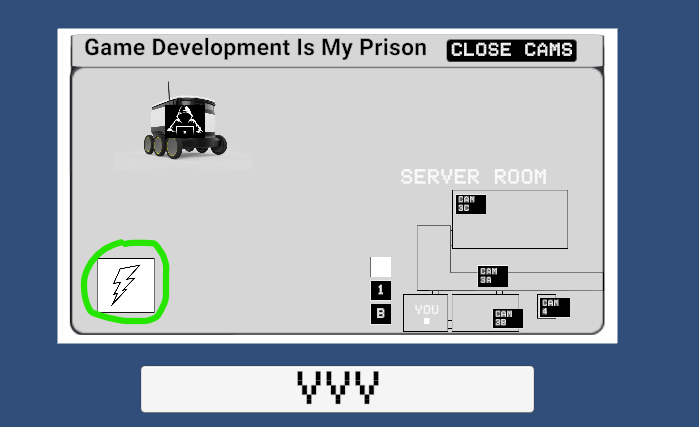 Game Development Is My Prison
CLOSE CAMS
SERVER ROOM
CAM
3C
CAM
3A
1
B
YOU
CAM
3B
CAM
4
VVV